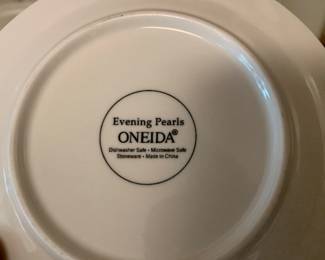 Evening Pearls
ONEIDA®
Dishwasher Safe • Microwave Safe
Stoneware • Made in China